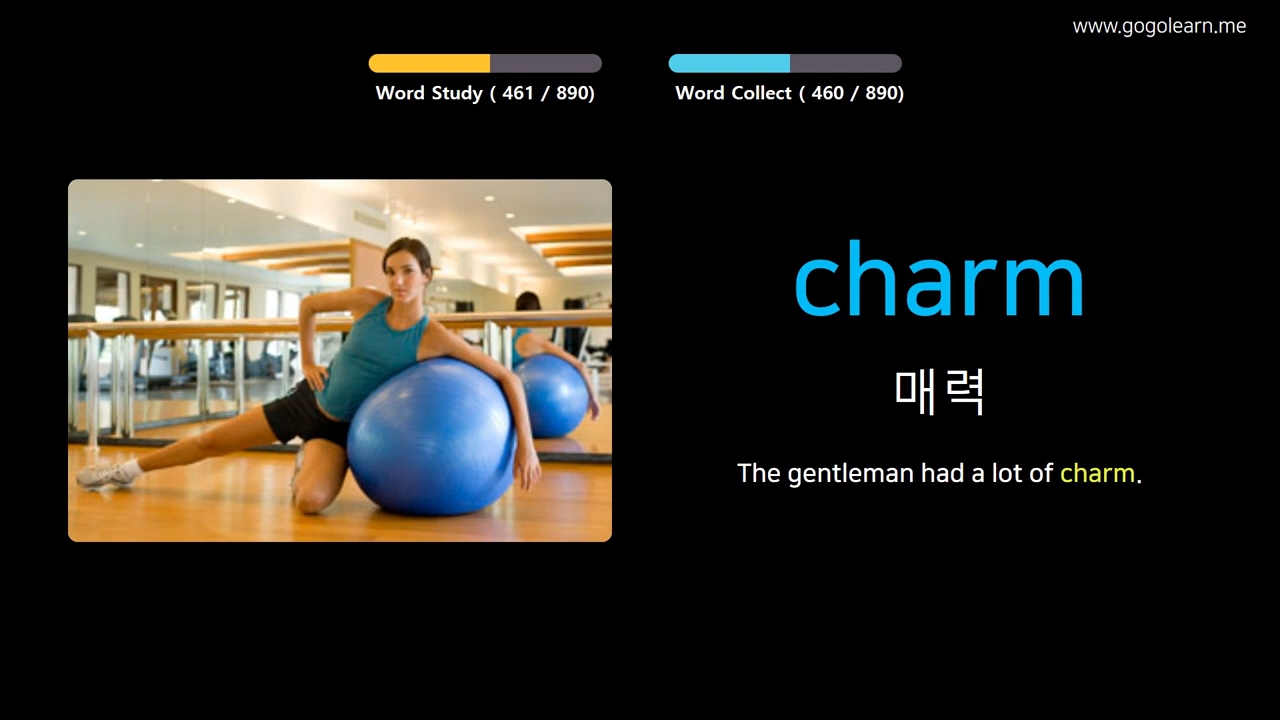 www.gogolearn.me
Word Study ( 461 / 890)
Word Collect ( 460 / 890)
charm
매력
The gentleman had a lot of charm.